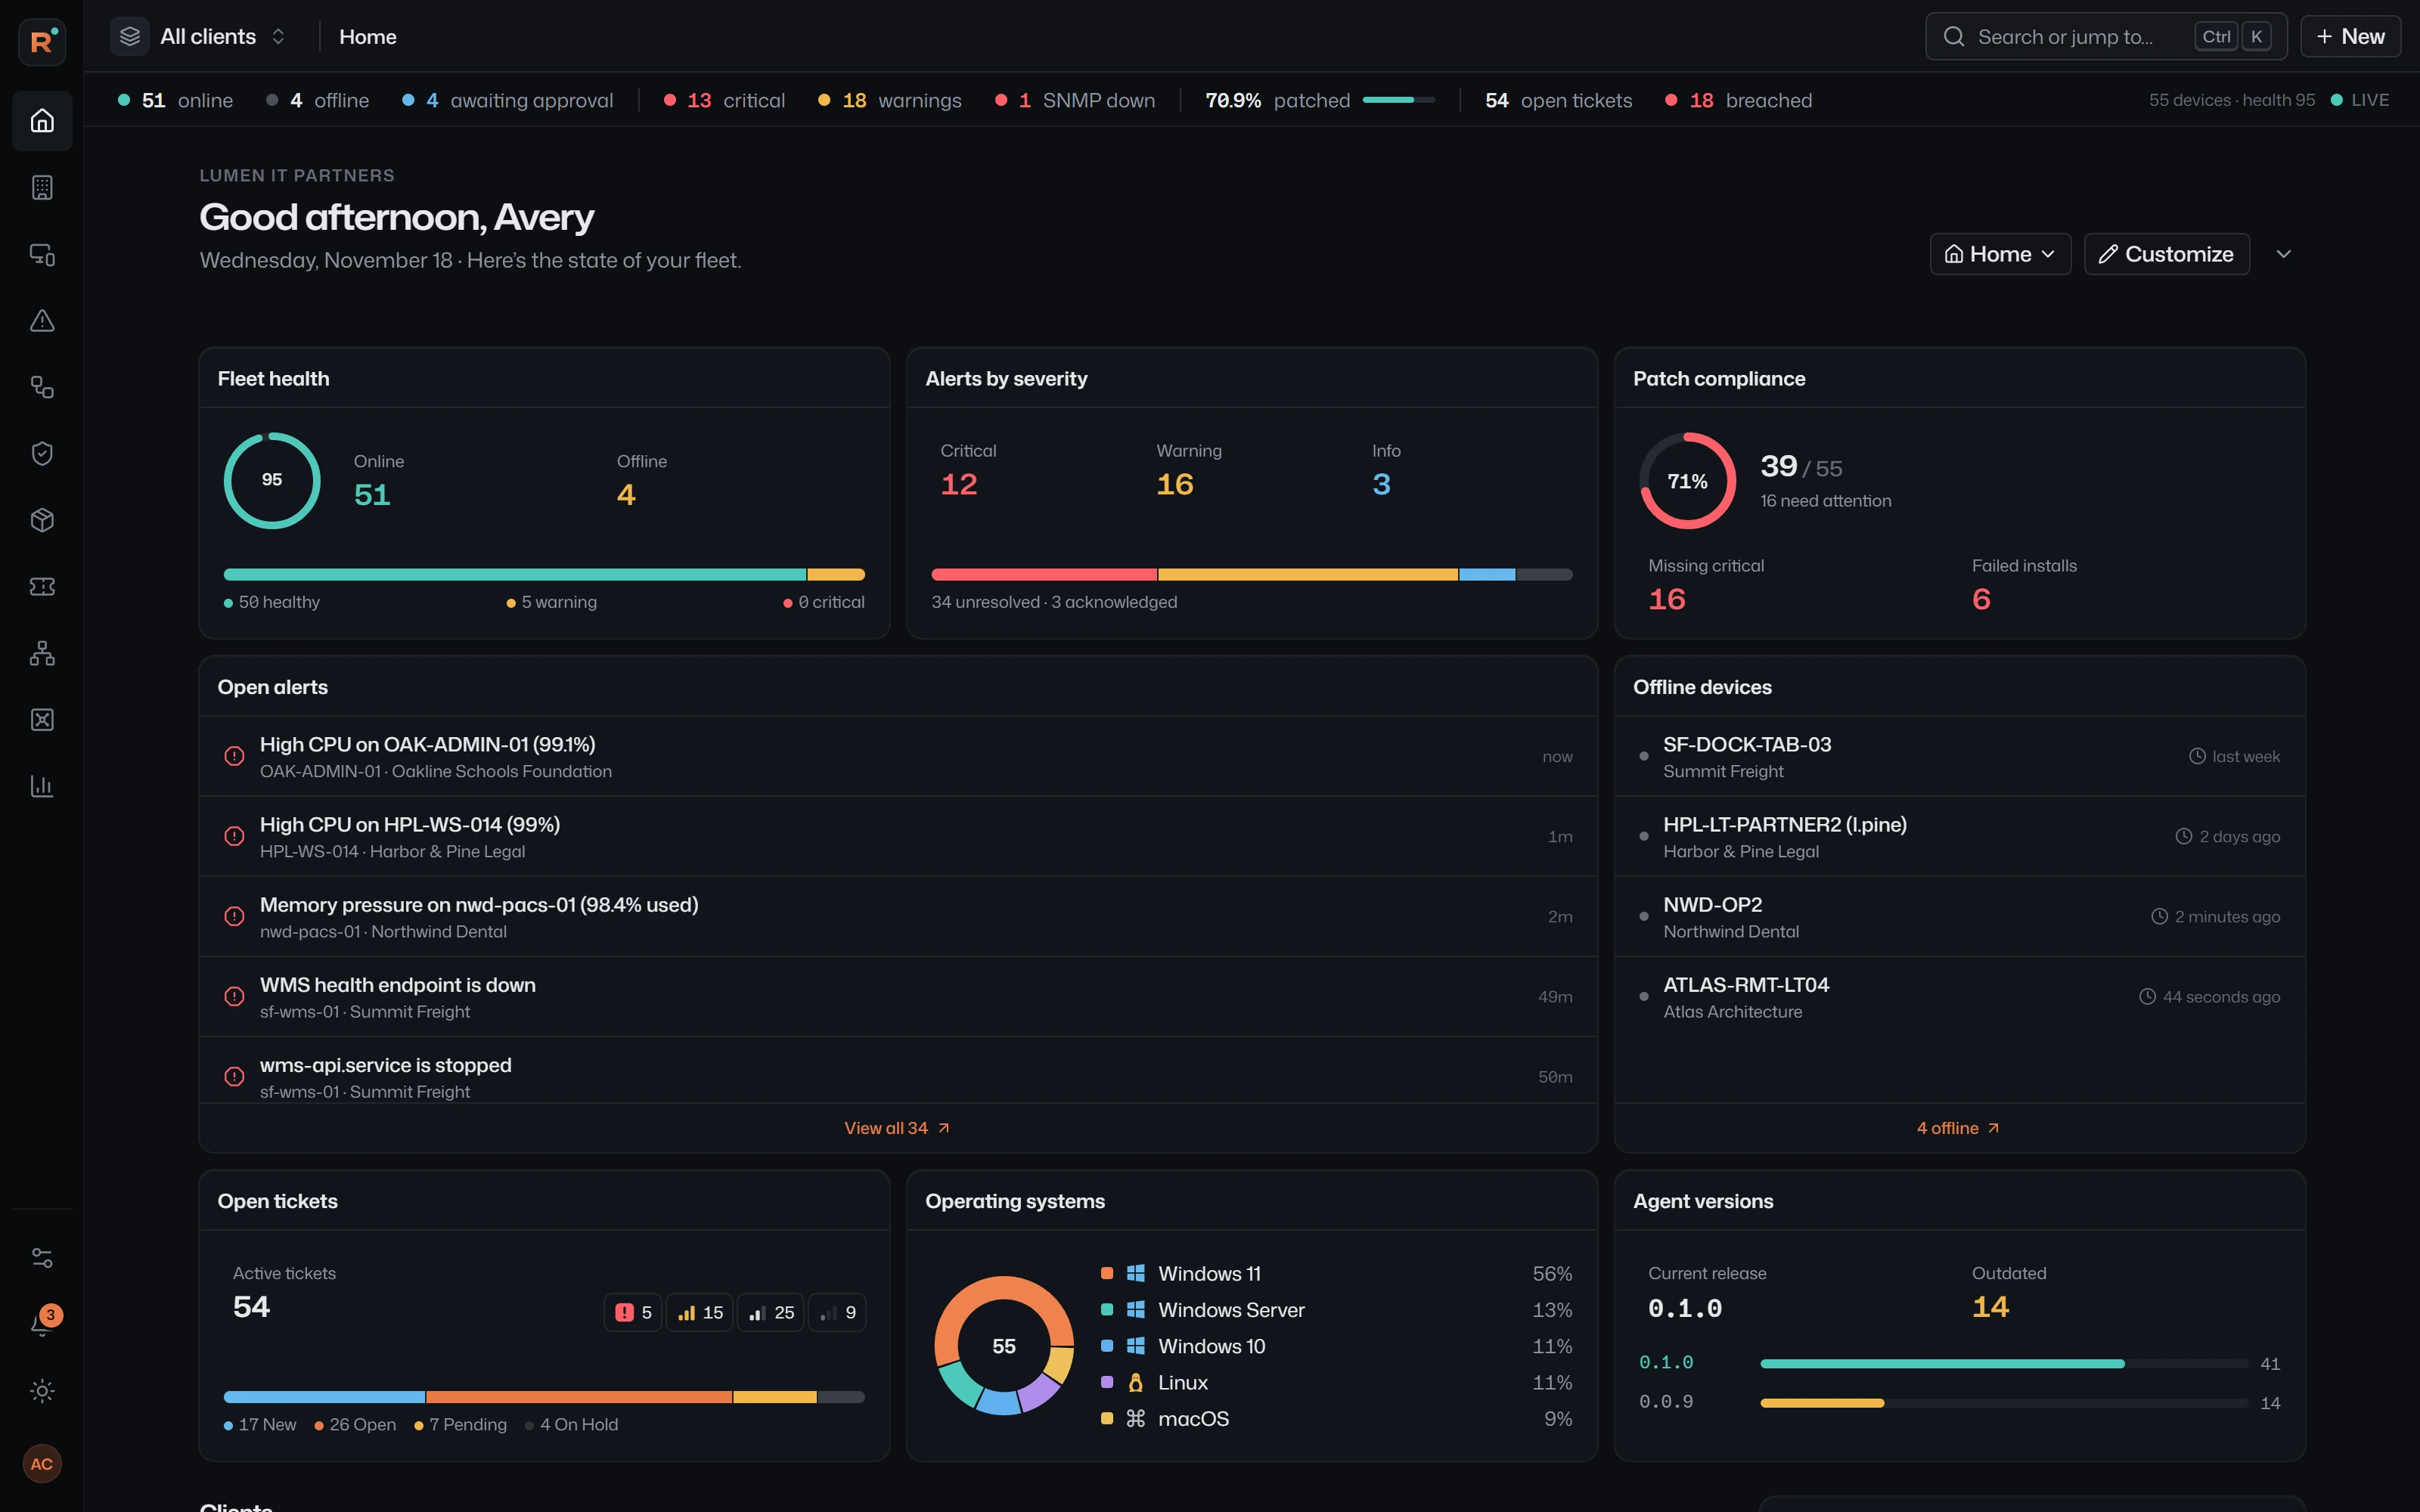 R
All clients
Home
Search or jump to...
Ctrl K
New
51 online
4 offline
4 awaiting approval
13 critical
18 warnings
1 SNMP down
70.9% patched
54 open tickets
18 breached
55 devices · health 95
LIVE
LUMEN IT PARTNERS
Good afternoon, Avery
Wednesday, November 18 · Here's the state of your fleet.
Home
Customize
Fleet health
95
Online
51
Offline
4
50 healthy
5 warning
0 critical
Alerts by severity
Critical
12
Warning
16
Info
3
34 unresolved · 3 acknowledged
Patch compliance
71%
39 / 55
16 need attention
Missing critical
16
Failed installs
6
Open alerts
High CPU on OAK-ADMIN-01 (99.1%)
OAK-ADMIN-01 · Oakline Schools Foundation
now
High CPU on HPL-WS-014 (99%)
HPL-WS-014 · Harbor & Pine Legal
1m
Memory pressure on nwd-pacs-01 (98.4% used)
nwd-pacs-01 · Northwind Dental
2m
WMS health endpoint is down
sf-wms-01 · Summit Freight
49m
wms-api.service is stopped
sf-wms-01 · Summit Freight
50m
View all 34
Offline devices
SF-DOCK-TAB-03
Summit Freight
last week
HPL-LT-PARTNER2 (l.pine)
Harbor & Pine Legal
2 days ago
NWD-OP2
Northwind Dental
2 minutes ago
ATLAS-RMT-LT04
Atlas Architecture
44 seconds ago
4 offline
Open tickets
Active tickets
54
5
15
25
9
17 New
26 Open
7 Pending
4 On Hold
Operating systems
55
Windows 11 56%
Windows Server 13%
Windows 10 11%
Linux 11%
macOS 9%
Agent versions
Current release
0.1.0
Outdated
14
0.1.0 41
0.0.9 14
3
AC
Clients